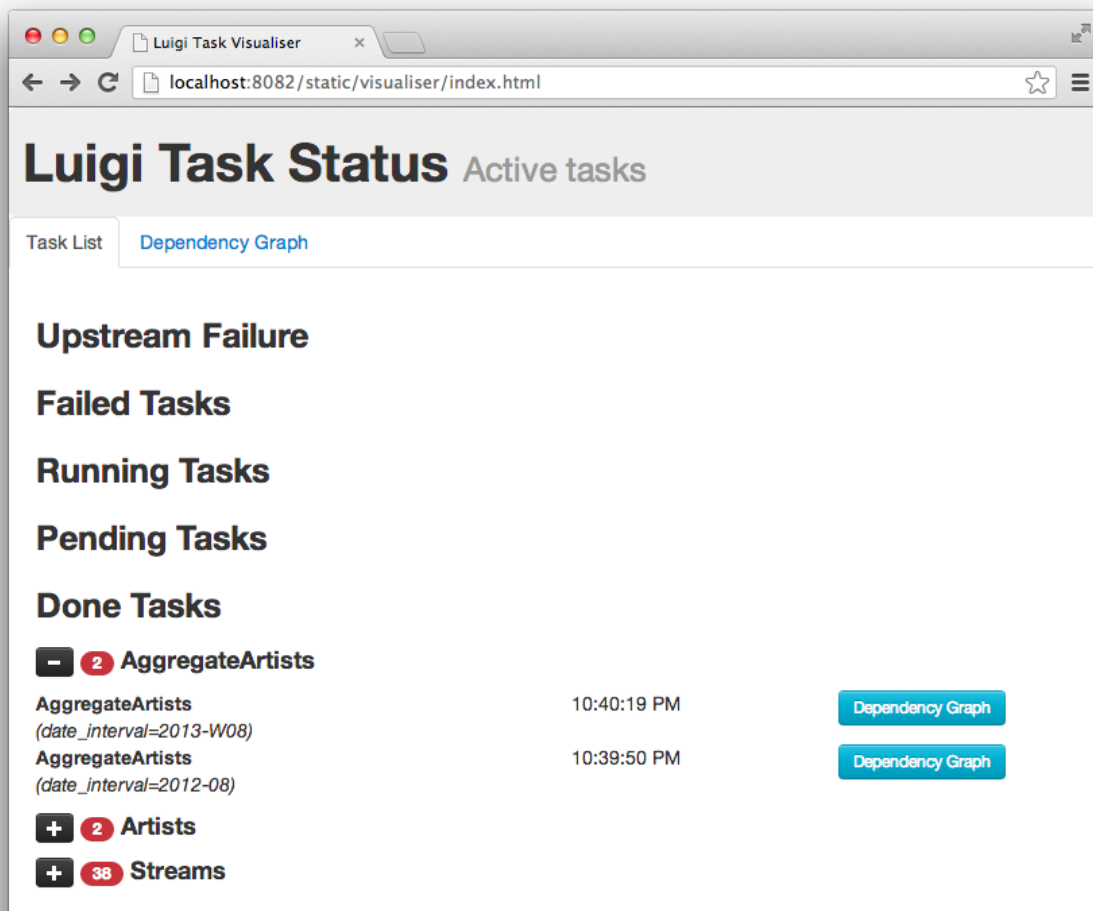 Luigi Task Visualiser
localhost:8082/static/visualiser/index.html
Luigi Task Status Active tasks
Task List Dependency Graph
Upstream Failure
Failed Tasks
Running Tasks
Pending Tasks
Done Tasks
2 AggregateArtists
AggregateArtists 10:40:19 PM Dependency Graph
(date_interval=2013-W08)
AggregateArtists 10:39:50 PM Dependency Graph
(date_interval=2012-08)
2 Artists
38 Streams